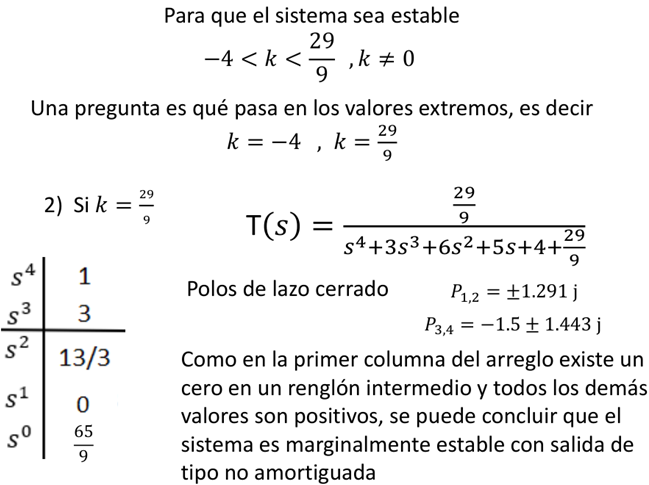 Para que el sistema sea estable
−4 < k < 29/9 , k ≠ 0
Una pregunta es qué pasa en los valores extremos, es decir
k = −4 , k = 29/9
2) Si k = 29/9
T(s) = (29/9)/(s⁴+3s³+6s²+5s+4+29/9)
s⁴ 1
s³ 3
s² 13/3
s¹ 0
s⁰ 65/9
Polos de lazo cerrado
P₁,₂ = ±1.291 j
P₃,₄ = −1.5 ± 1.443 j
Como en la primer columna del arreglo existe un
cero en un renglón intermedio y todos los demás
valores son positivos, se puede concluir que el
sistema es marginalmente estable con salida de
tipo no amortiguada